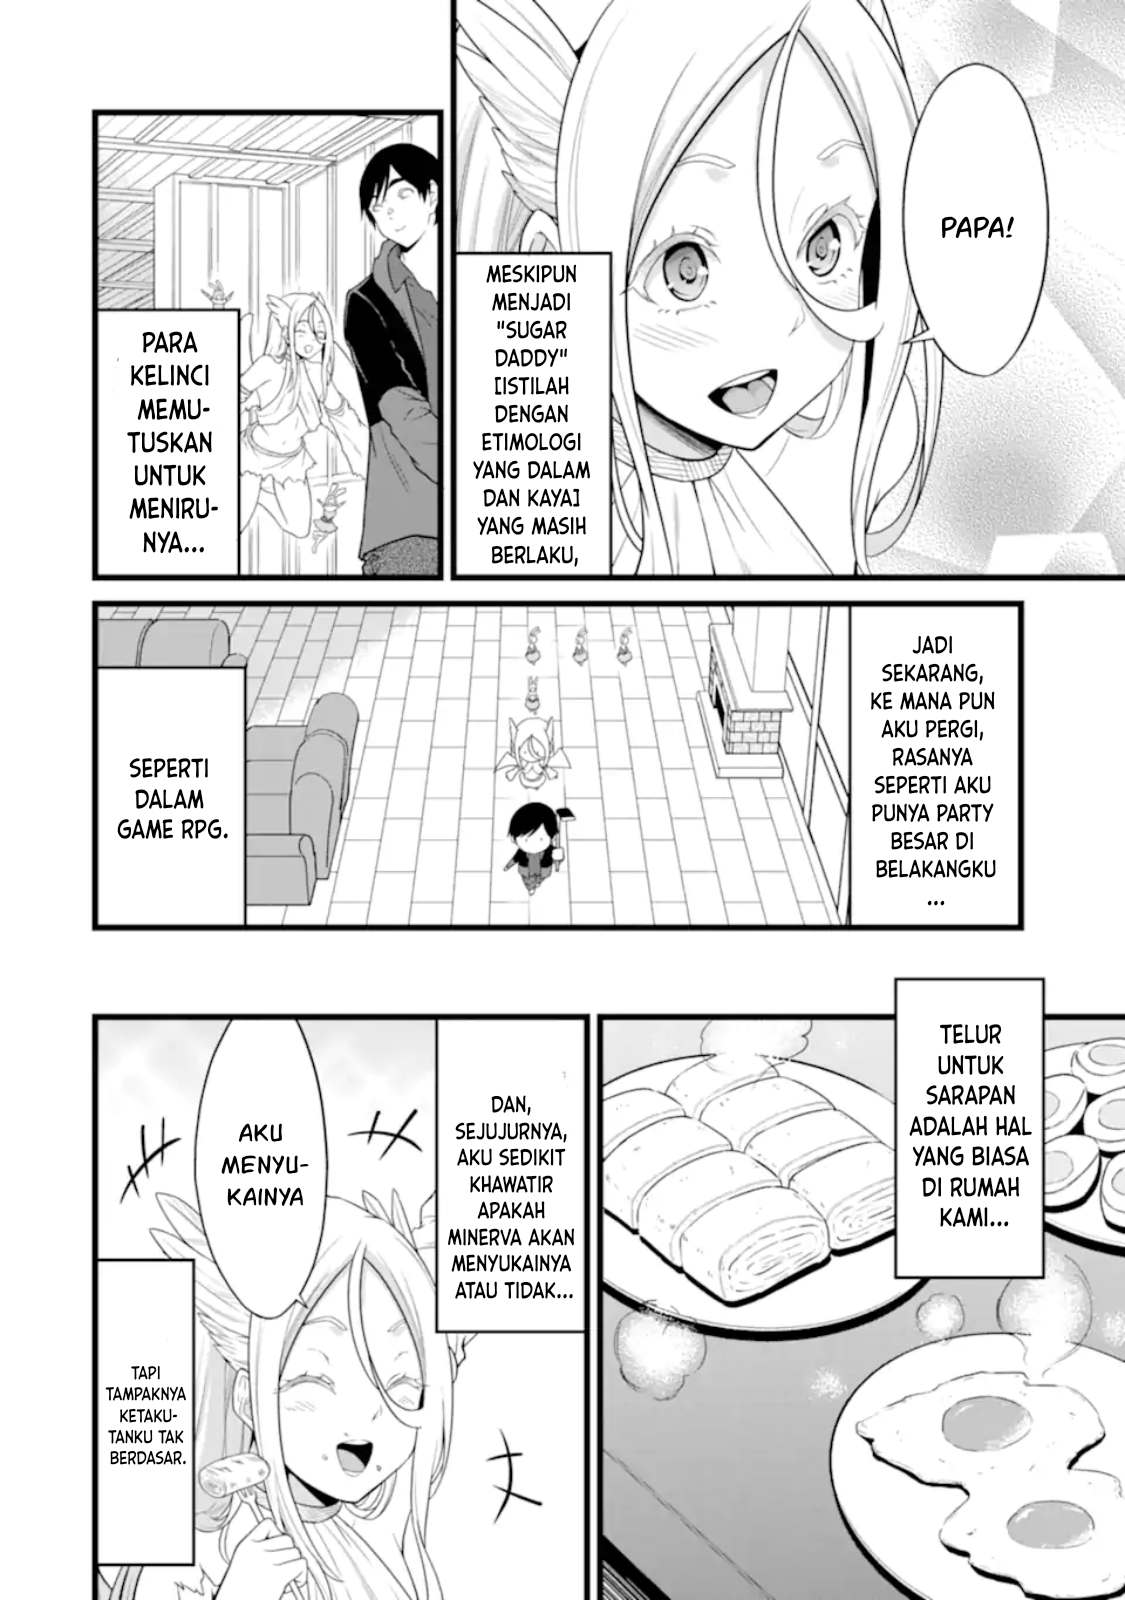 PAPA!
MESKIPUN
MENJADI
"SUGAR
DADDY"
[ISTILAH
DENGAN
ETIMOLOGI
YANG DALAM
DAN KAYA]
YANG MASIH
BERLAKU,
PARA
KELINCI
MEMU-
TUSKAN
UNTUK
MENIRU-
NYA...
JADI
SEKARANG,
KE MANA PUN
AKU PERGI,
RASANYA
SEPERTI AKU
PUNYA PARTY
BESAR DI
BELAKANGKU
...
SEPERTI
DALAM
GAME RPG.
TELUR
UNTUK
SARAPAN
ADALAH HAL
YANG BIASA
DI RUMAH
KAMI...
DAN,
SEJUJURNYA,
AKU SEDIKIT
KHAWATIR
APAKAH
MINERVA AKAN
MENYUKAINYA
ATAU TIDAK...
AKU
MENYU-
KAINYA
TAPI
TAMPAKNYA
KETAKU-
TANKU TAK
BERDASAR.